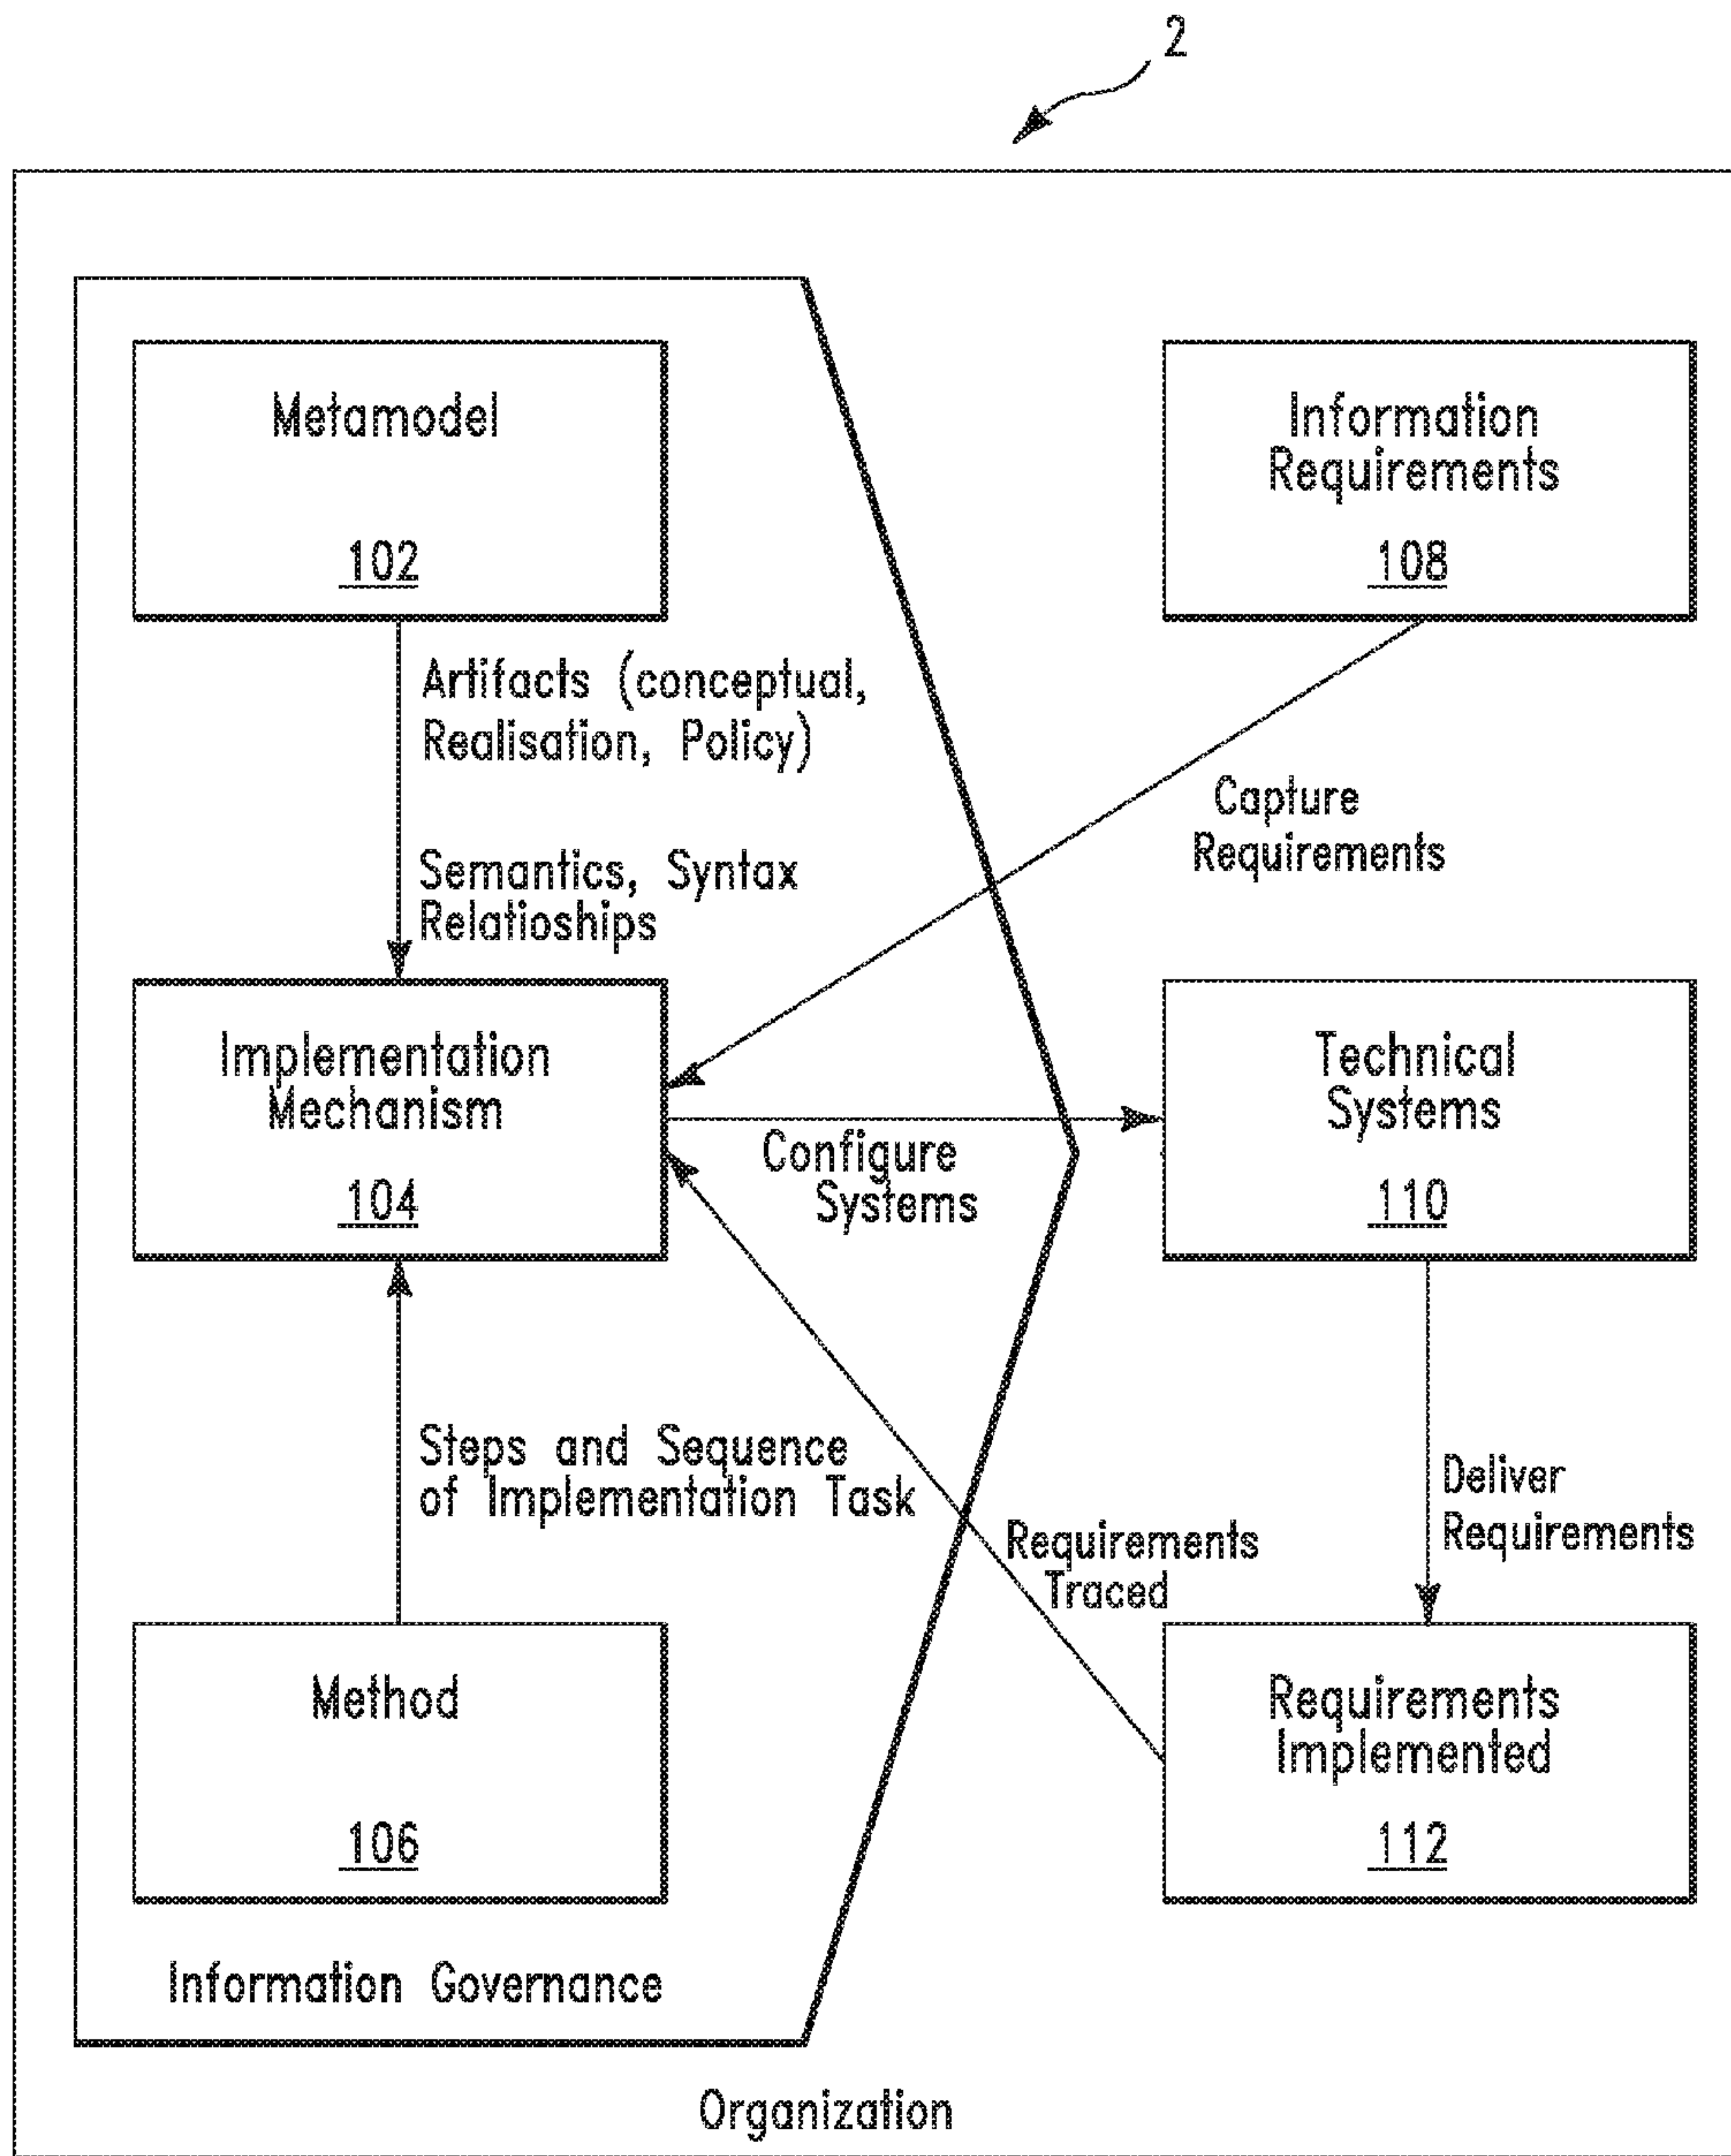 2
Metamodel
102
Information
Requirements
108
Artifacts (conceptual,
Realisation, Policy)
Semantics, Syntax
Relatioships
Capture
Requirements
Implementation
Mechanism
104
Configure
Systems
Technical
Systems
110
Steps and Sequence
of Implementation Task
Requirements
Traced
Deliver
Requirements
Method
106
Requirements
Implemented
112
Information Governance
Organization